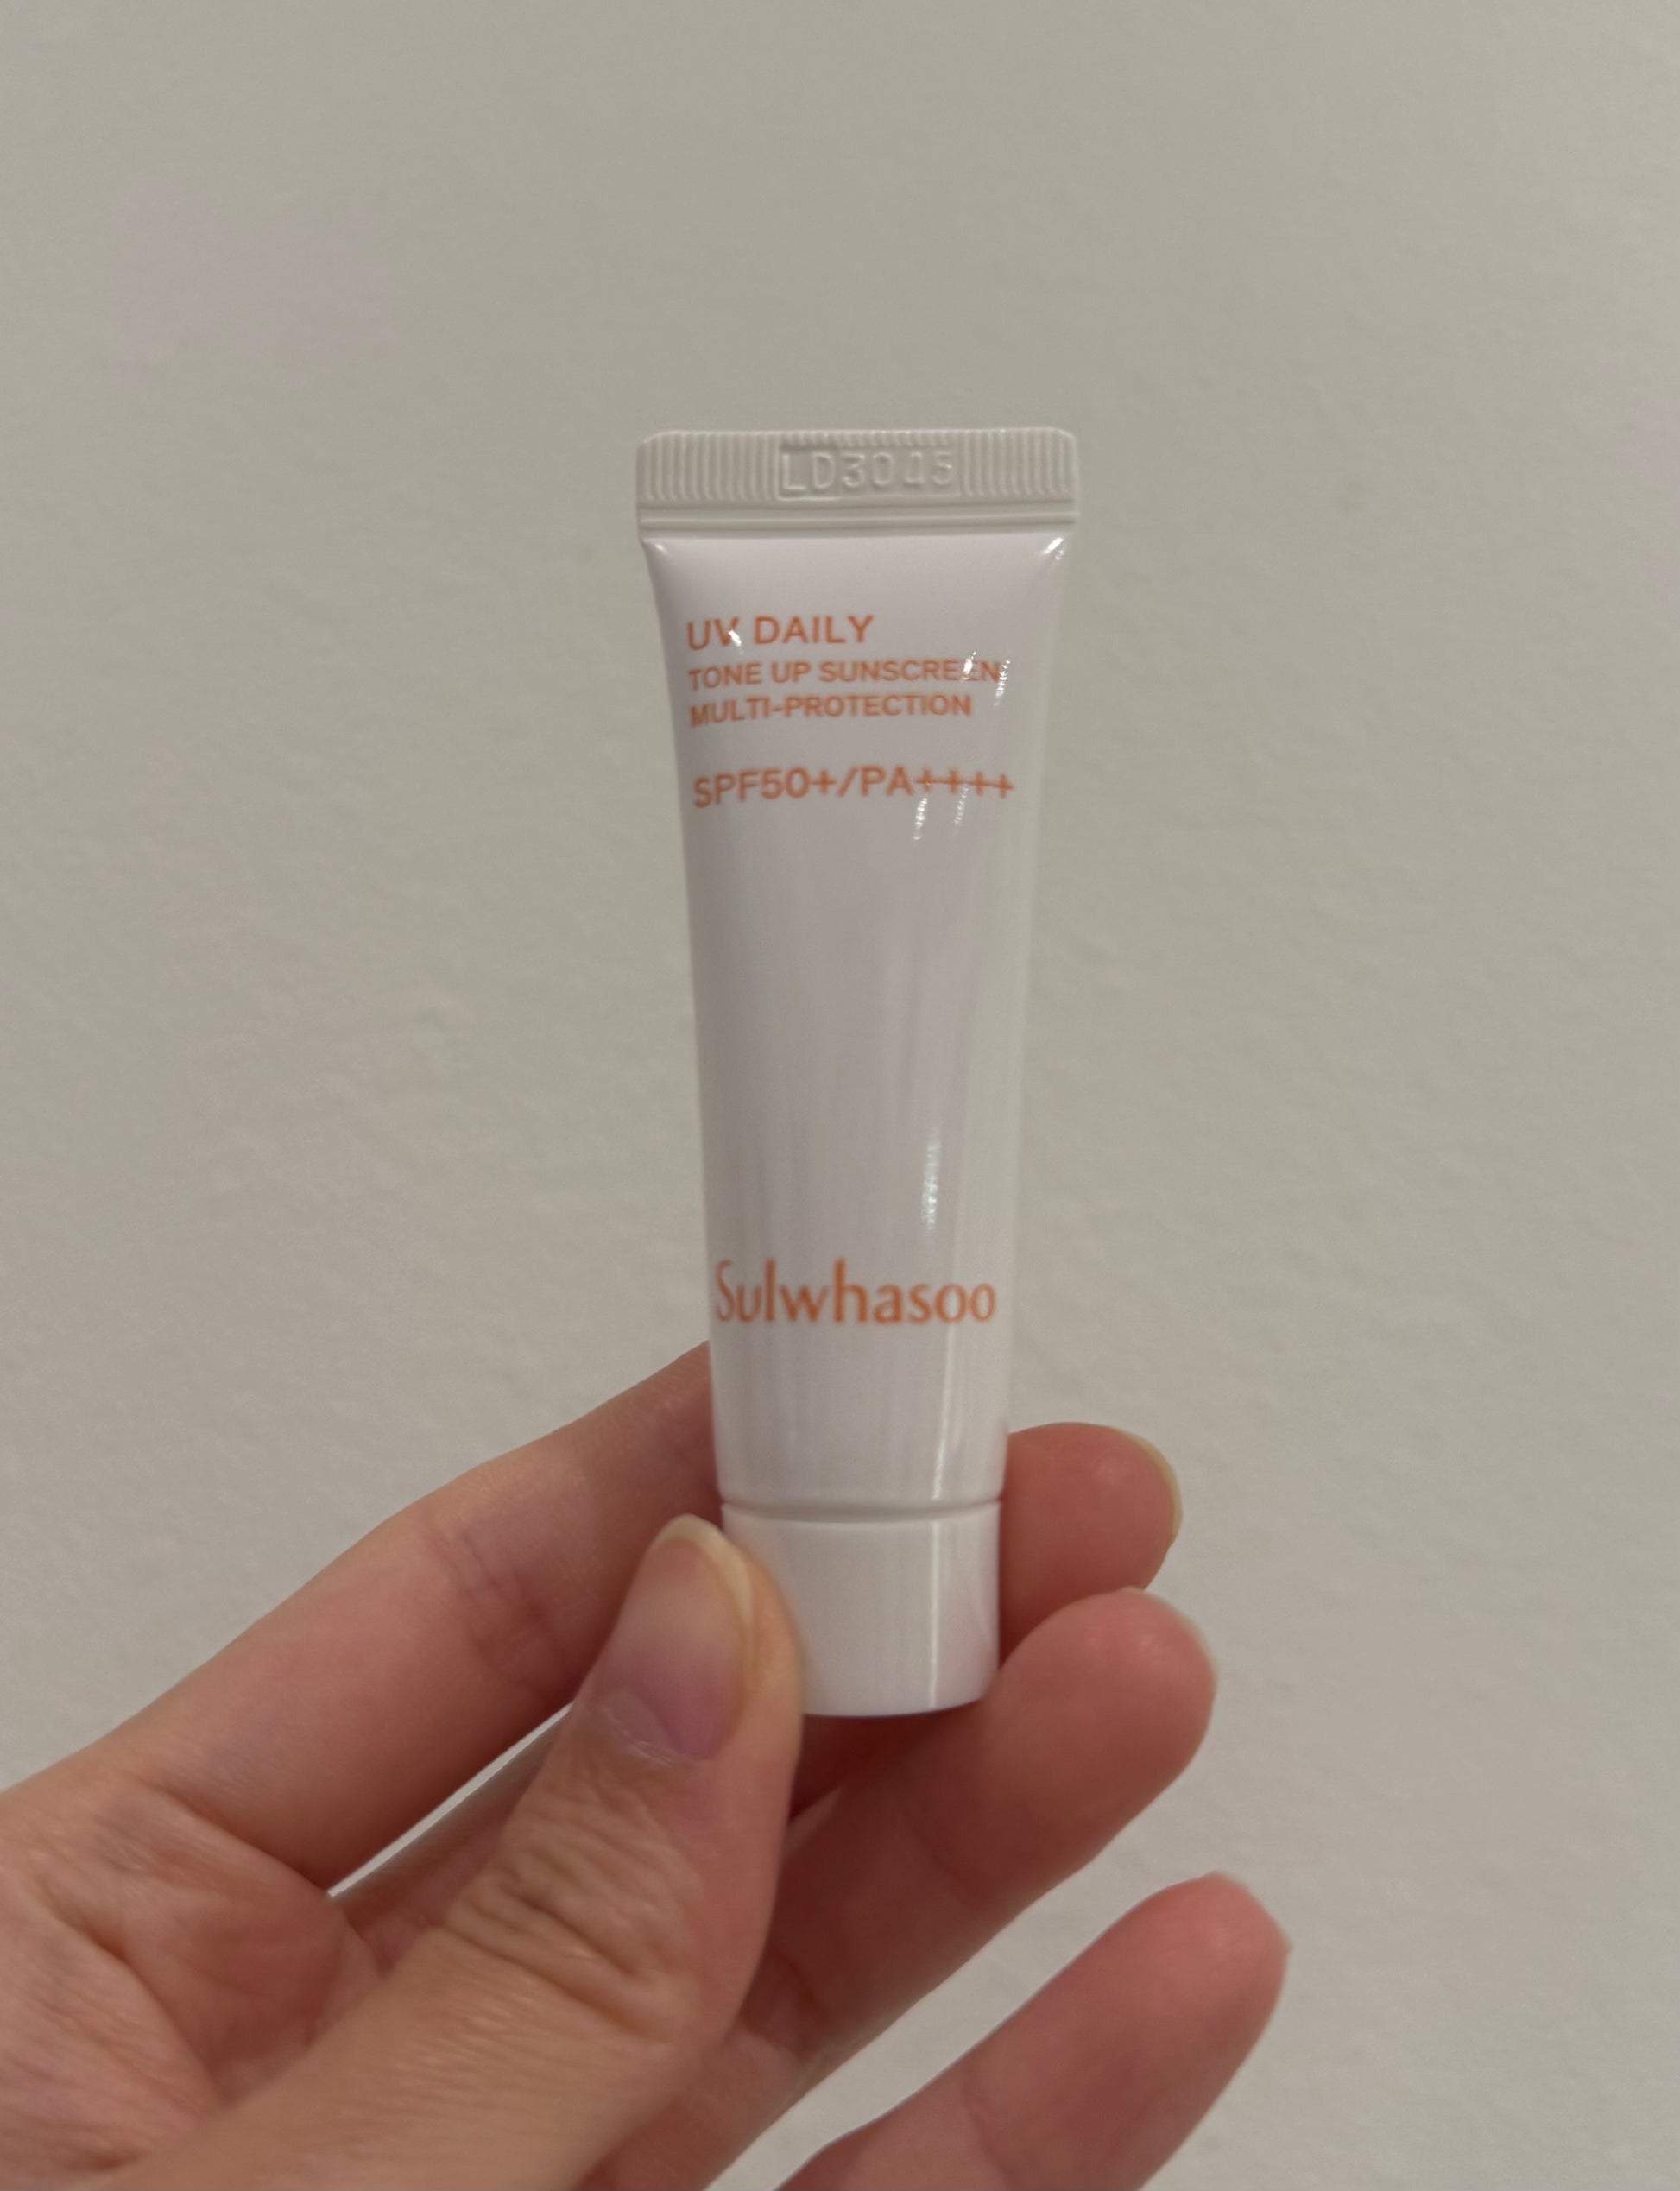 LD3045
UV DAILY
TONE UP SUNSCREEN
MULTI-PROTECTION
SPF50+/PA++++
Sulwhasoo